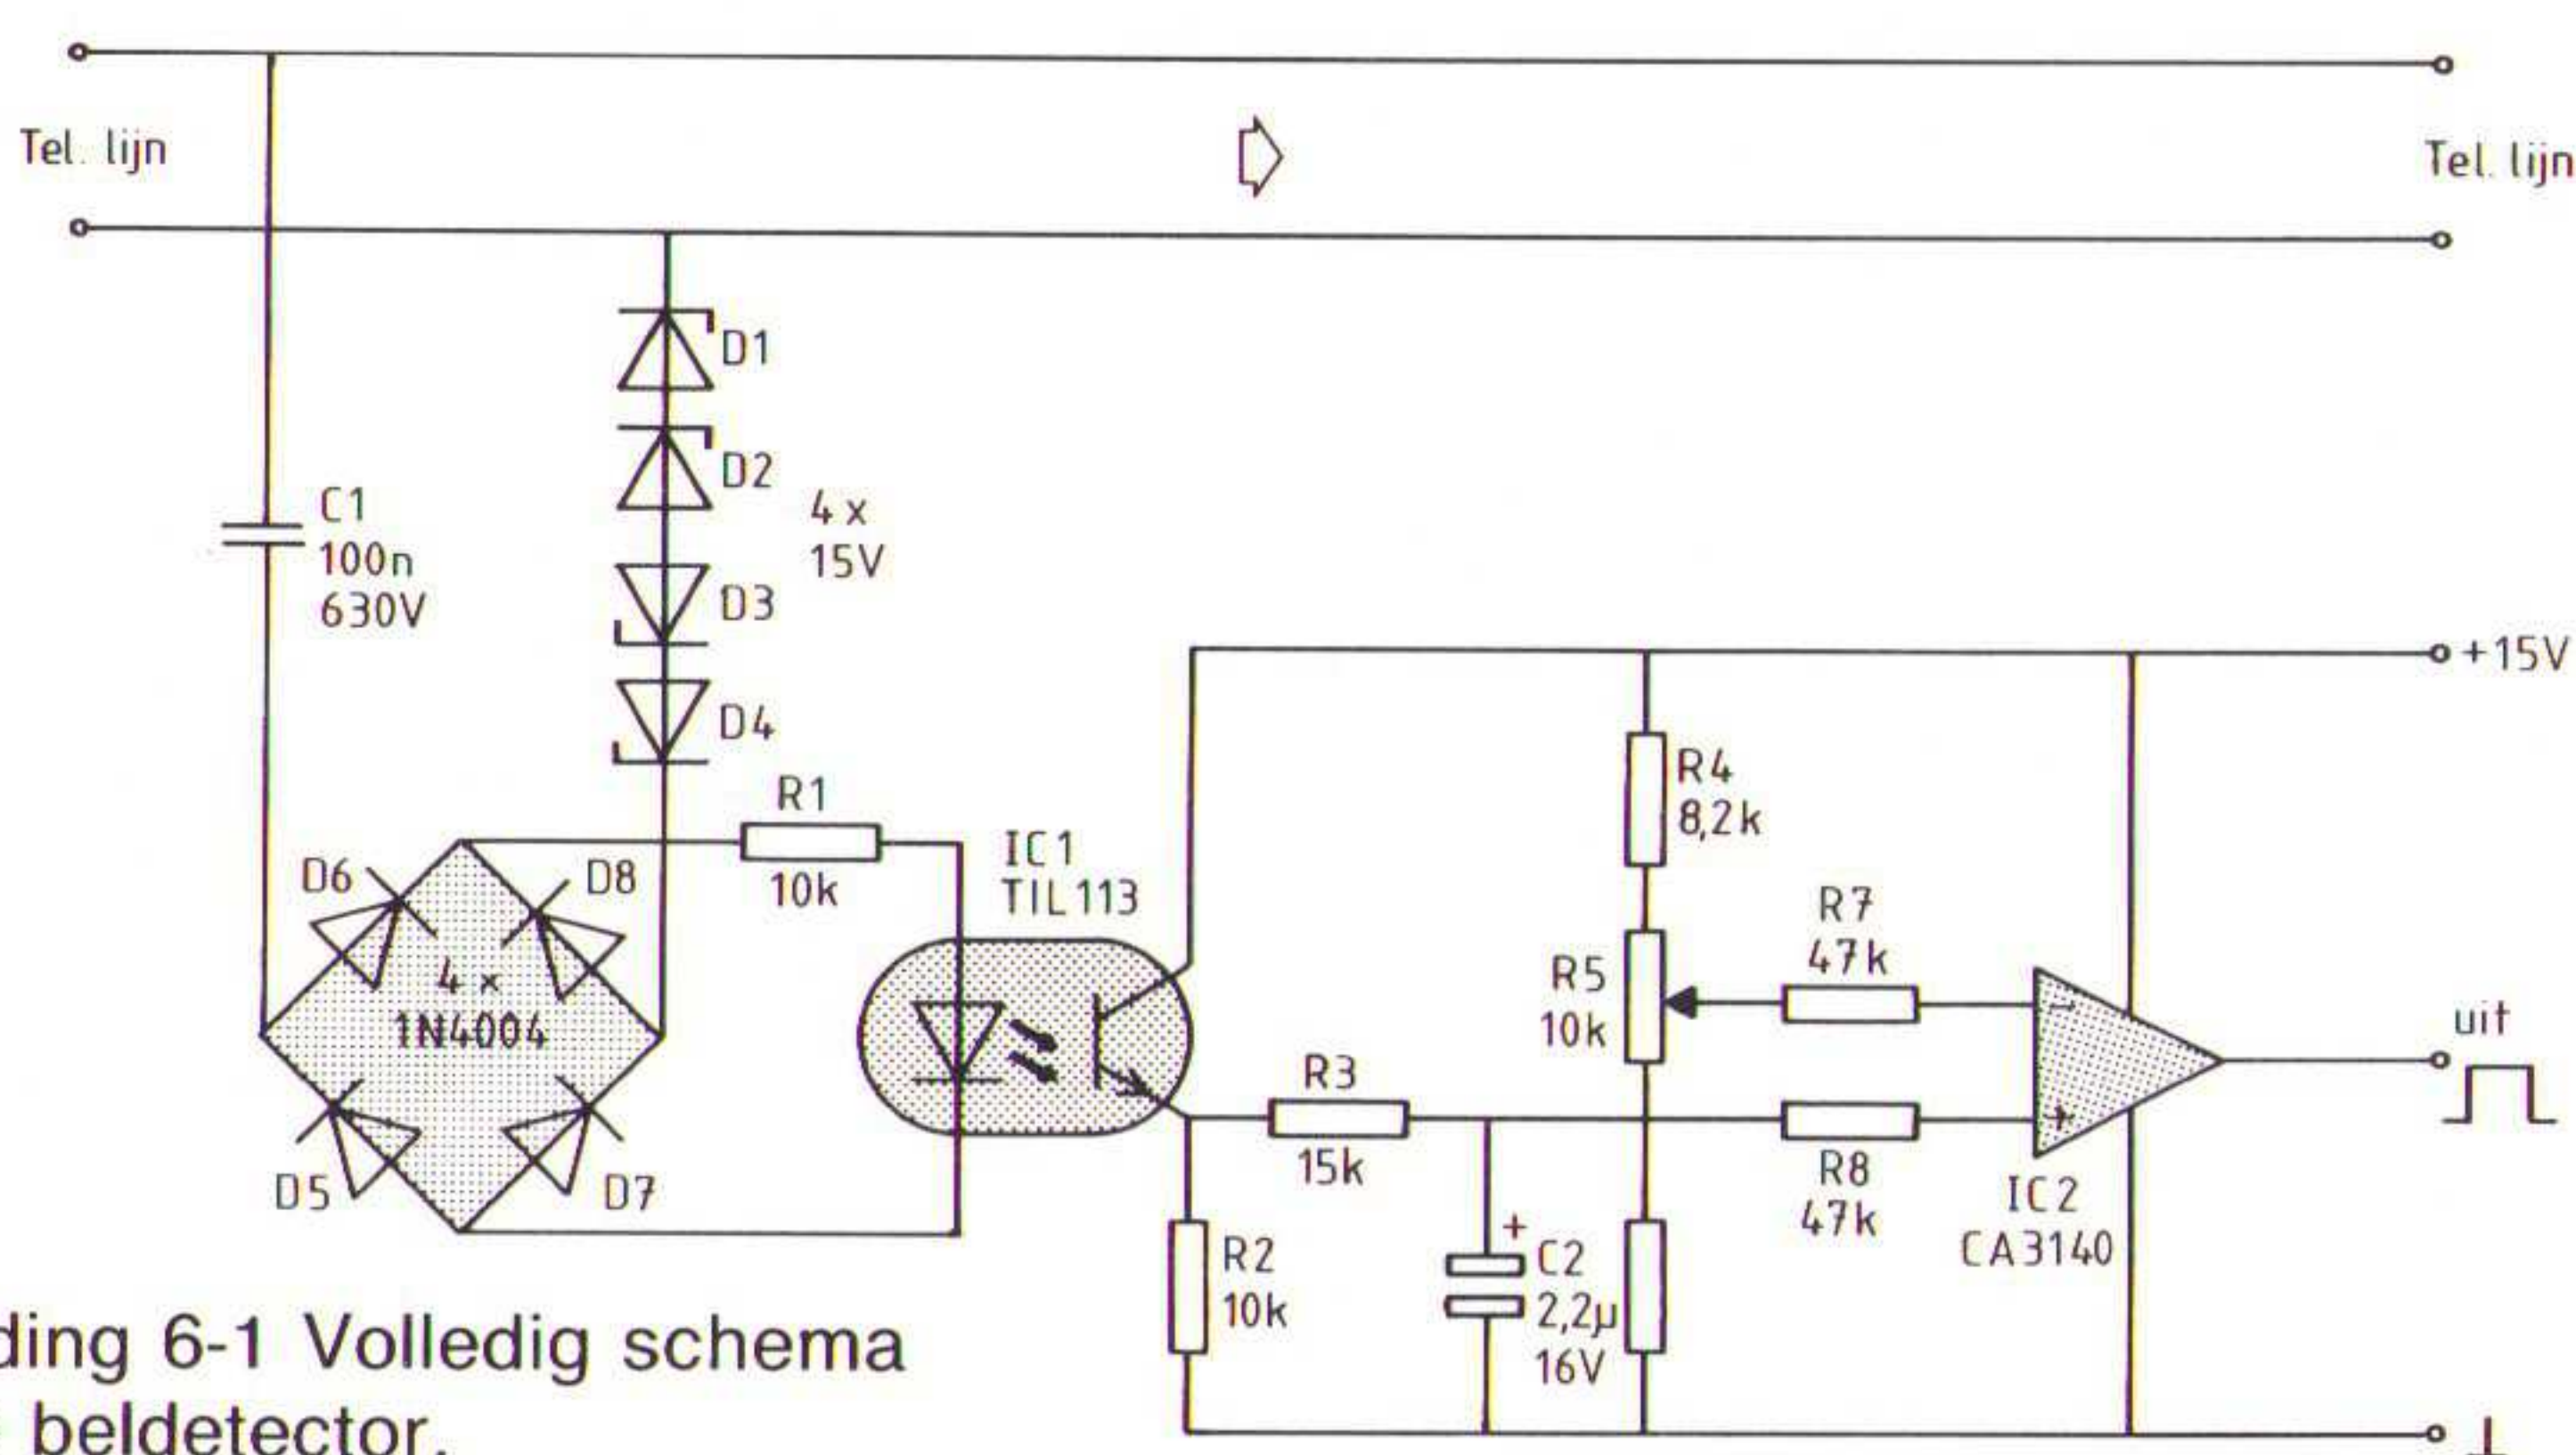 Tel. lijn
Tel. lijn
D1
D2
4 x
15V
C1
100n
630V
D3
D4
+15V
R1
10k
IC1
TIL113
R4
8,2k
D6
D8
4 x
1N4004
R7
47k
R5
10k
-
uit
R3
15k
+
R8
47k
IC2
CA3140
D5
D7
R2
10k
+
C2
2,2µ
16V
ding 6-1 Volledig schema
beldetector.